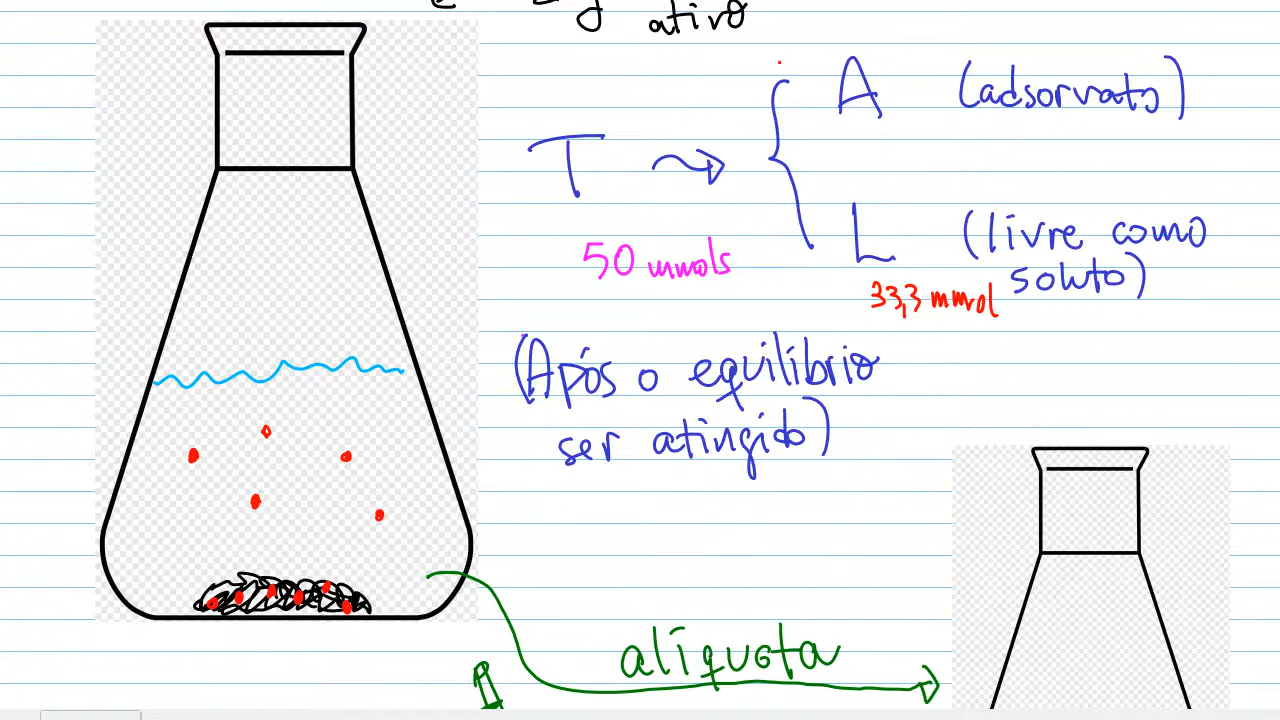 ativo
A (adsorvato)
T
L (livre como
soluto)
50 mmols
33,3 mmol
(Após o equilíbrio
ser atingido)
alíquota